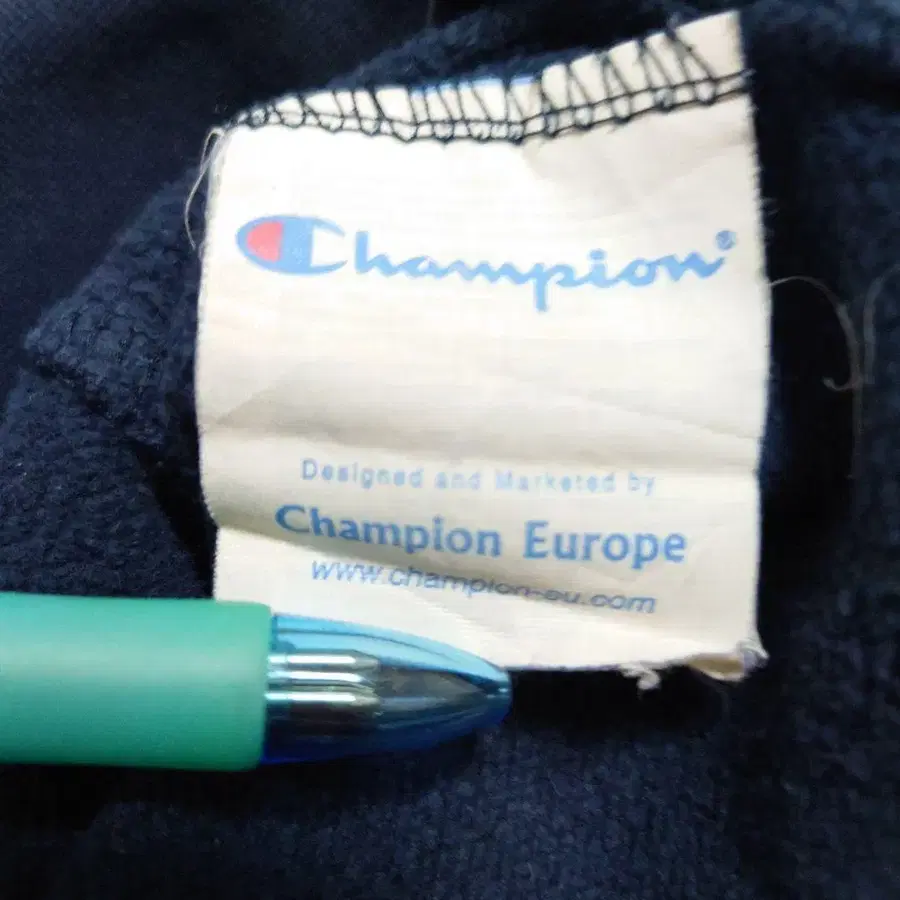 Champion®
Designed and Marketed by
Champion Europe
www.champion-eu.com